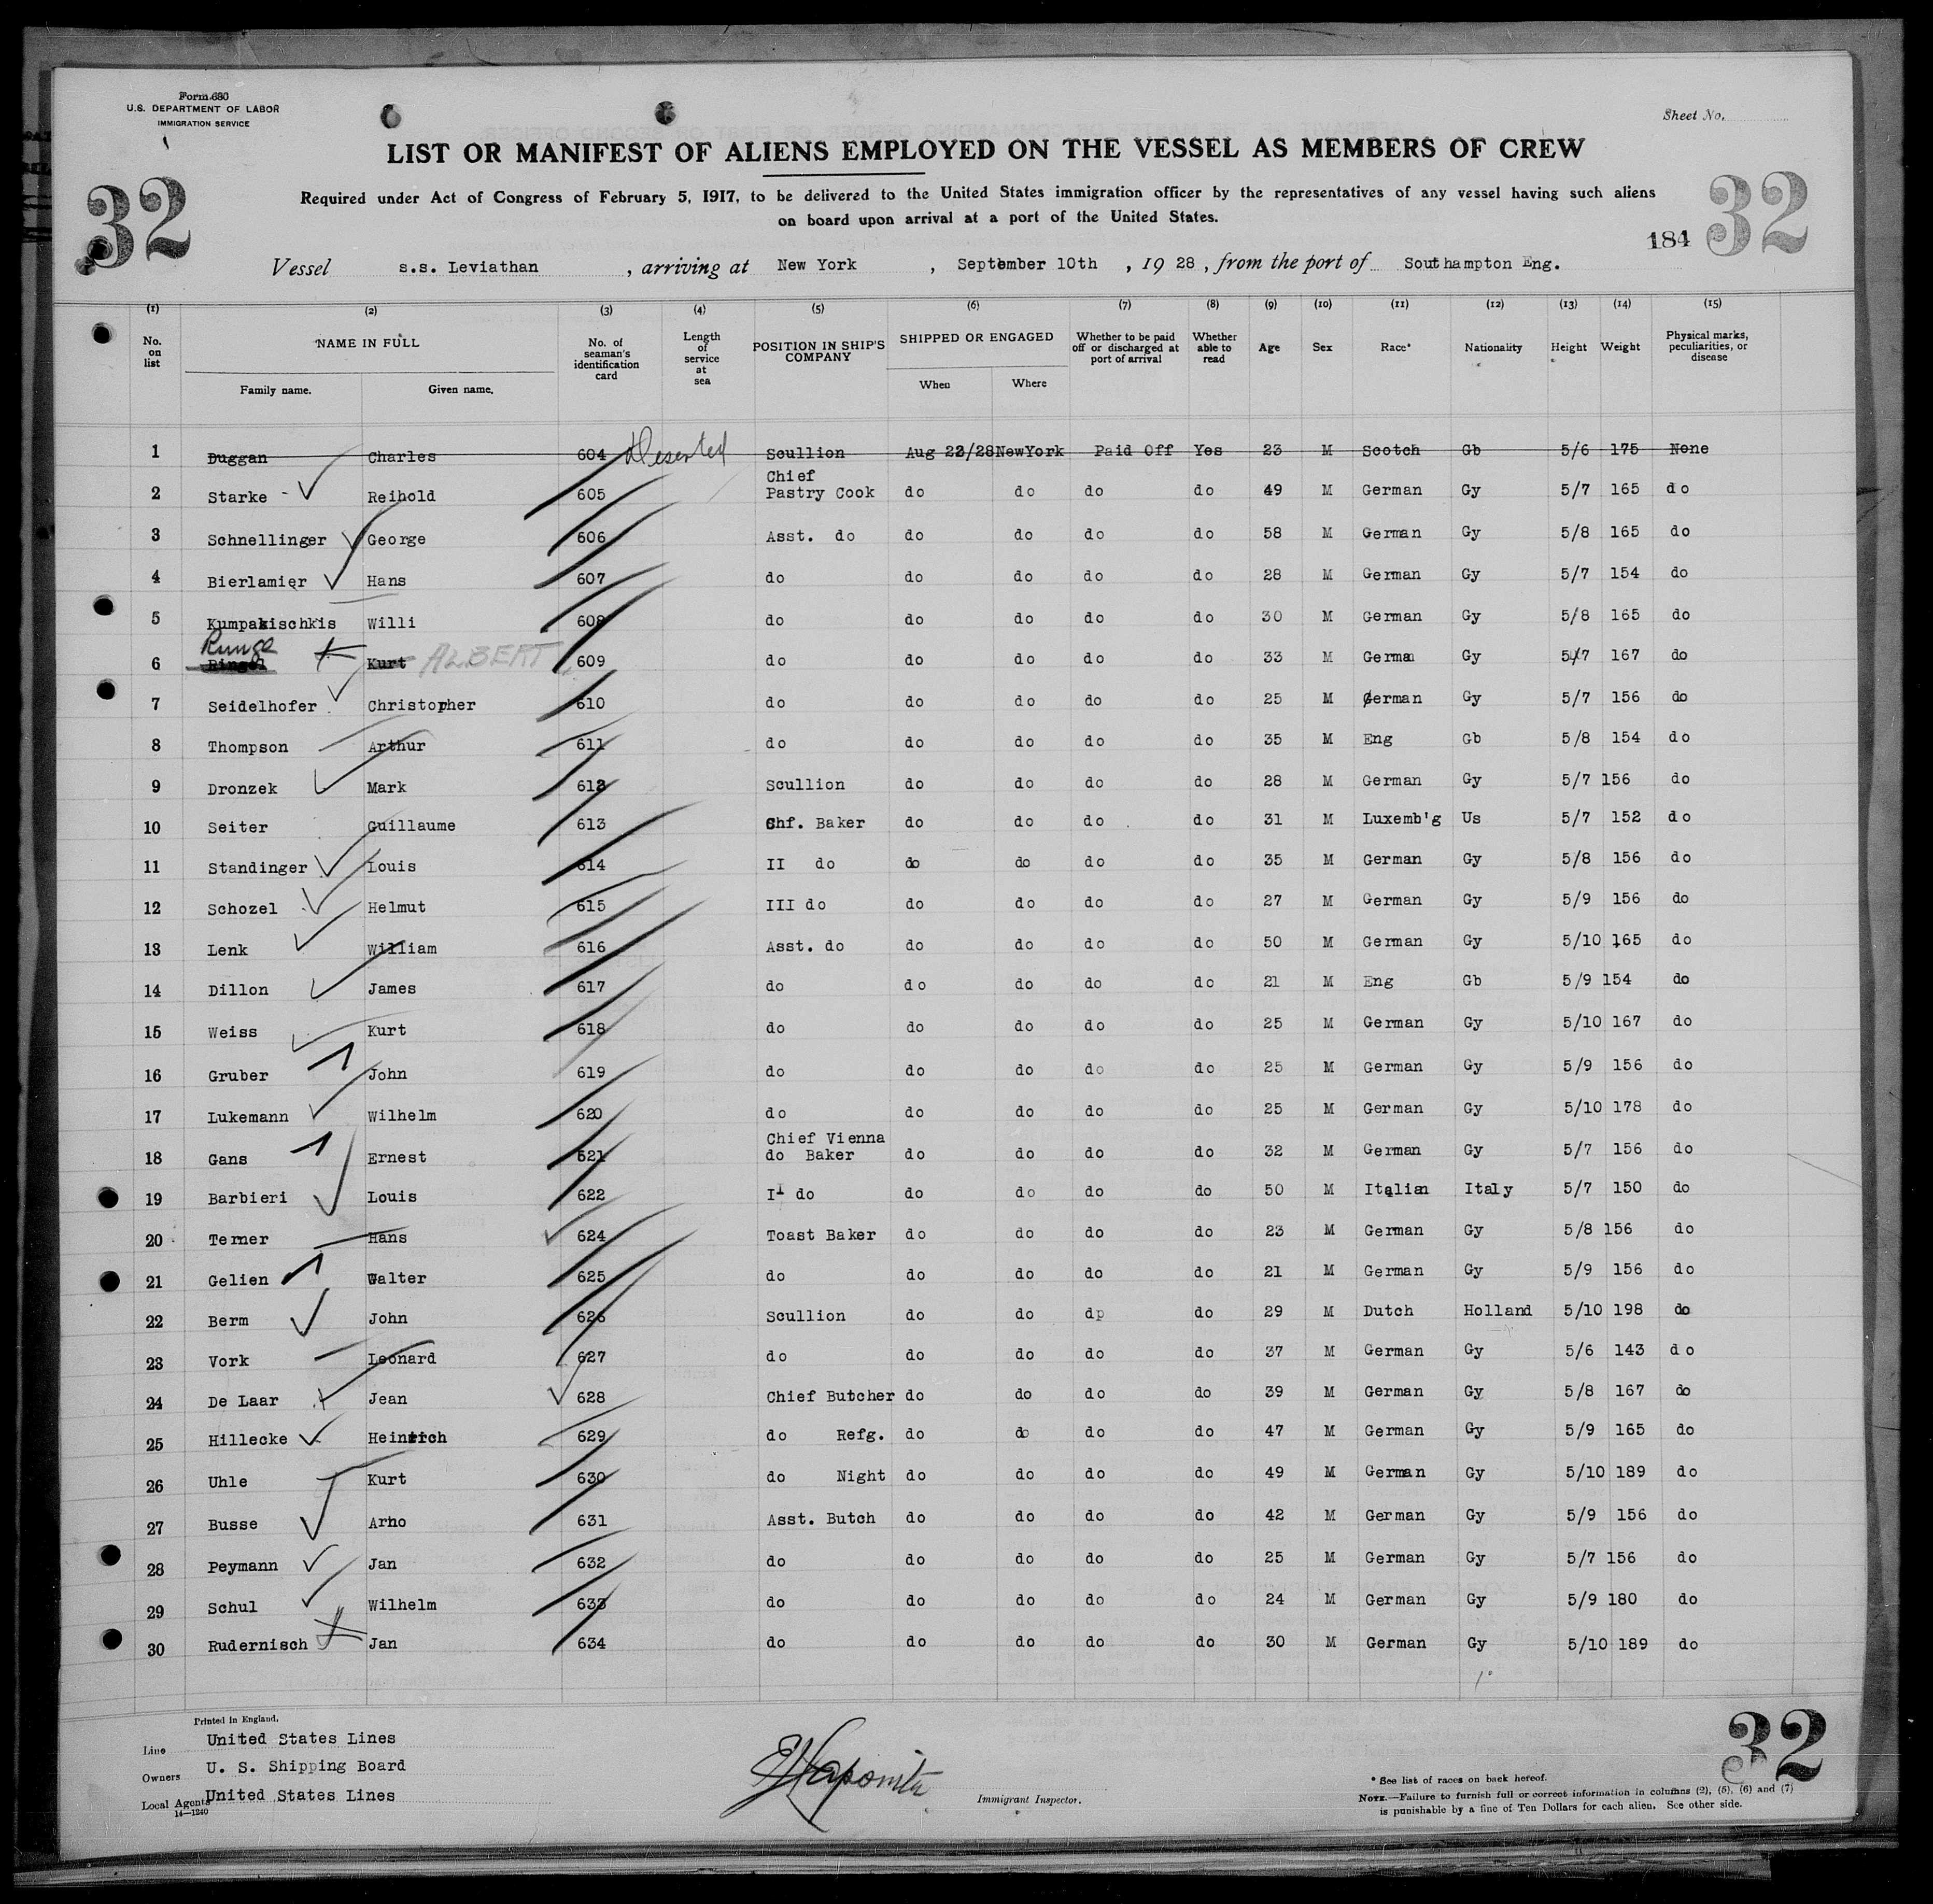 Form 680
U.S. DEPARTMENT OF LABOR
IMMIGRATION SERVICE
Sheet No.
LIST OR MANIFEST OF ALIENS EMPLOYED ON THE VESSEL AS MEMBERS OF CREW
32
32
Required under Act of Congress of February 5, 1917, to be delivered to the United States immigration officer by the representatives of any vessel having such aliens
on board upon arrival at a port of the United States.
184
Vessel s.s. Leviathan , arriving at New York , September 10th , 19 28 , from the port of Southampton Eng.
(1) (2) (3) (4) (5) (6) (7) (8) (9) (10) (11) (12) (13) (14) (15)
No. on list NAME IN FULL No. of seaman's identification card Length of service at sea POSITION IN SHIP'S COMPANY SHIPPED OR ENGAGED Whether to be paid off or discharged at port of arrival Whether able to read Age Sex Race* Nationality Height Weight Physical marks, peculiarities, or disease
Family name. Given name. When Where
1 Duggan Charles 604 Deserted Scullion Aug 22/28 NewYork Paid Off Yes 23 M Scotch Gb 5/6 175 None
2 Starke - Reihold 605 Chief Pastry Cook do do do do 49 M German Gy 5/7 165 do
3 Schnellinger George 606 Asst. do do do do do 58 M German Gy 5/8 165 do
4 Bierlamier Hans 607 do do do do do 28 M German Gy 5/7 154 do
5 Kumpakischkis Willi 608 do do do do do 30 M German Gy 5/8 165 do
6 Runge Ringel Kurt ALBERT 609 do do do do do 33 M Germa Gy 5/7 167 do
7 Seidelhofer Christopher 610 do do do do do 25 M German Gy 5/7 156 do
8 Thompson Arthur 611 do do do do do 35 M Eng Gb 5/8 154 do
9 Dronzek Mark 612 Scullion do do do do 28 M German Gy 5/7 156 do
10 Seiter Guillaume 613 Chf. Baker do do do do 31 M Luxemb'g Us 5/7 152 do
11 Standinger Louis 614 II do do do do do 35 M German Gy 5/8 156 do
12 Schozel Helmut 615 III do do do do do 27 M German Gy 5/9 156 do
13 Lenk William 616 Asst. do do do do do 50 M German Gy 5/10 165 do
14 Dillon James 617 do do do do do 21 M Eng Gb 5/9 154 do
15 Weiss Kurt 618 do do do do do 25 M German Gy 5/10 167 do
16 Gruber John 619 do do do do do 25 M German Gy 5/9 156 do
17 Lukemann Wilhelm 620 do do do do do 25 M German Gy 5/10 178 do
18 Gans Ernest 621 Chief Vienna do Baker do do do do 32 M German Gy 5/7 156 do
19 Barbieri Louis 622 I do do do do do 50 M Italian Italy 5/7 150 do
20 Terner Hans 624 Toast Baker do do do do 23 M German Gy 5/8 156 do
21 Gelien Walter 625 do do do do do 21 M German Gy 5/9 156 do
22 Berm John 626 Scullion do do dp do 29 M Dutch Holland 5/10 198 do
23 Vork Leonard 627 do do do do do 37 M German Gy 5/6 143 do
24 De Laar Jean 628 Chief Butcher do do do do 39 M German Gy 5/8 167 do
25 Hillecke Heinrich 629 do Refg. do do do do 47 M German Gy 5/9 165 do
26 Uhle Kurt 630 do Night do do do do 49 M German Gy 5/10 189 do
27 Busse Arno 631 Asst. Butch do do do do 42 M German Gy 5/9 156 do
28 Peymann Jan 632 do do do do do 25 M German Gy 5/7 156 do
29 Schul Wilhelm 633 do do do do do 24 M German Gy 5/9 180 do
30 Rudernisch Jan 634 do do do do do 30 M German Gy 5/10 189 do
Printed in England.
Line United States Lines
Owners U. S. Shipping Board
Local Agents United States Lines
14—1240
Immigrant Inspector.
32
* See list of races on back hereof.
NOTE.—Failure to furnish full or correct information in columns (2), (5), (6) and (7)
is punishable by a fine of Ten Dollars for each alien. See other side.